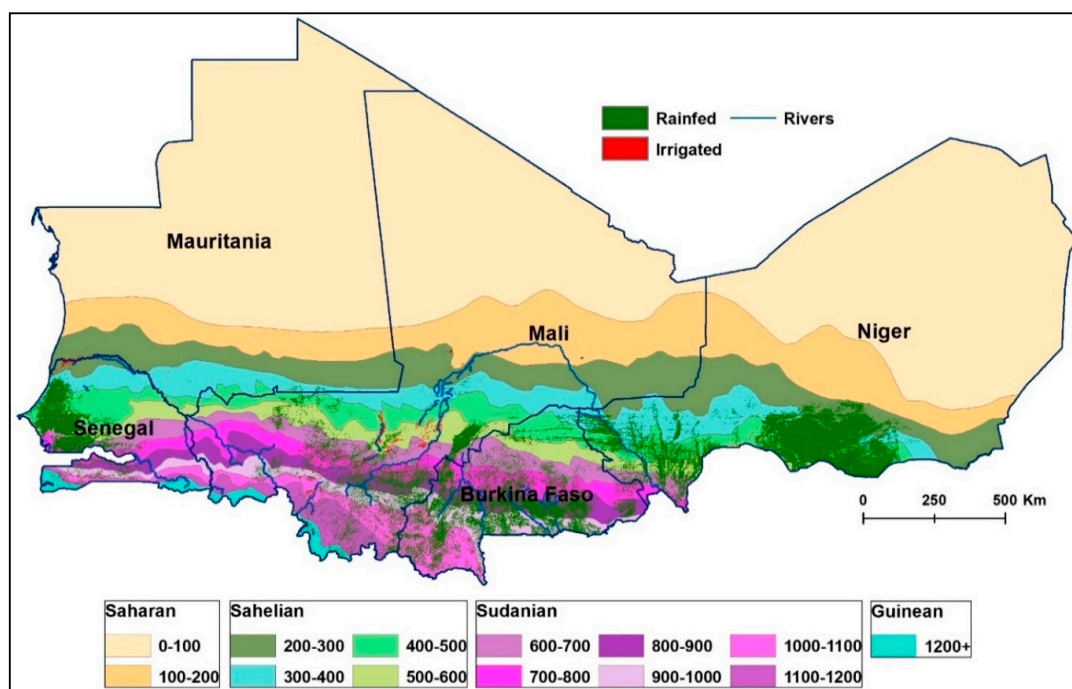 Rainfed Rivers
Irrigated
Mauritania
Mali
Niger
Senegal
Burkina Faso
0 250 500 Km
Saharan Sahelian Sudanian Guinean
0-100 200-300 400-500 600-700 800-900 1000-1100 1200+
100-200 300-400 500-600 700-800 900-1000 1100-1200